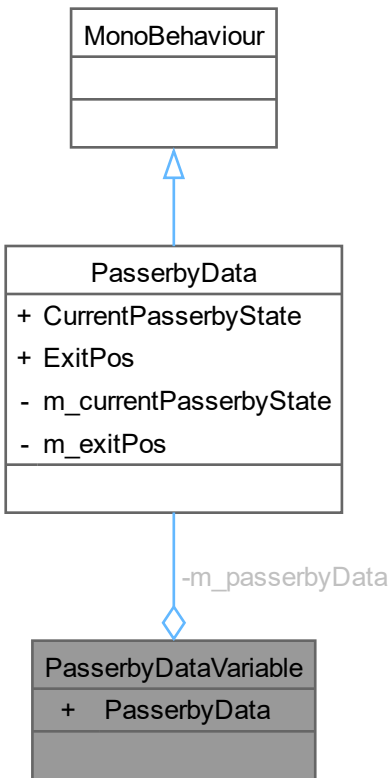 MonoBehaviour
PasserbyData
+ CurrentPasserbyState
+ ExitPos
- m_currentPasserbyState
- m_exitPos
-m_passerbyData
PasserbyDataVariable
+ PasserbyData